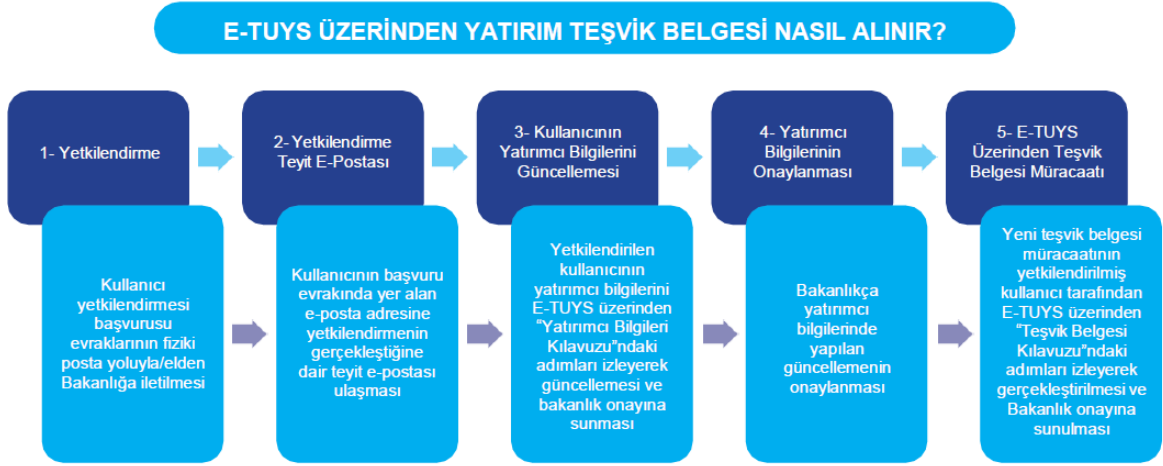 E-TUYS ÜZERİNDEN YATIRIM TEŞVİK BELGESİ NASIL ALINIR?
1- Yetkilendirme
2- Yetkilendirme
Teyit E-Postası
3- Kullanıcının
Yatırımcı Bilgilerini
Güncellemesi
4- Yatırımcı
Bilgilerinin
Onaylanması
5- E-TUYS
Üzerinden Teşvik
Belgesi Müracaatı
Kullanıcı
yetkilendirmesi
başvurusu
evraklarının fiziki
posta yoluyla/elden
Bakanlığa iletilmesi
Kullanıcının başvuru
evrakında yer alan
e-posta adresine
yetkilendirmenin
gerçekleştiğine
dair teyit e-postası
ulaşması
Yetkilendirilen
kullanıcının
yatırımcı bilgilerini
E-TUYS üzerinden
“Yatırımcı Bilgileri
Kılavuzu”ndaki
adımları izleyerek
güncellemesi ve
bakanlık onayına
sunması
Bakanlıkça
yatırımcı
bilgilerinde
yapılan
güncellemenin
onaylanması
Yeni teşvik belgesi
müracaatının
yetkilendirilmiş
kullanıcı tarafından
E-TUYS üzerinden
“Teşvik Belgesi
Kılavuzu”ndaki
adımları izleyerek
gerçekleştirilmesi ve
Bakanlık onayına
sunulması